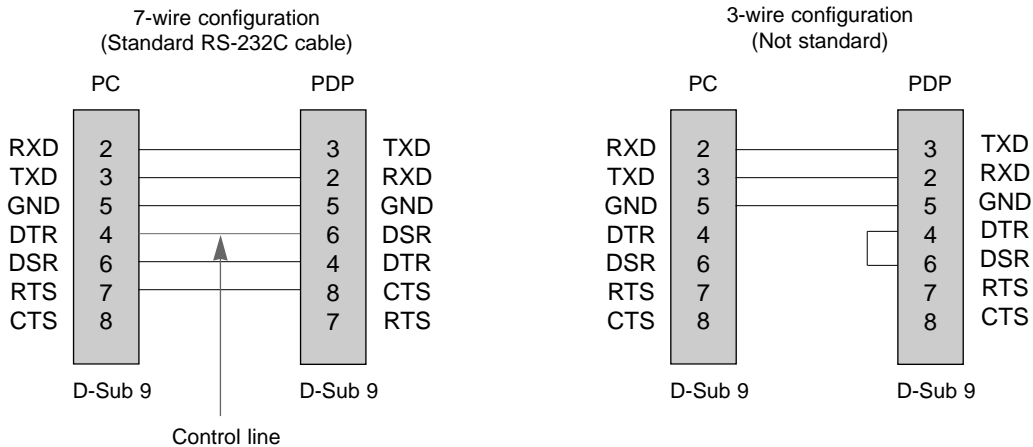 7-wire configuration
(Standard RS-232C cable)
PC PDP
RXD 2 3 TXD
TXD 3 2 RXD
GND 5 5 GND
DTR 4 6 DSR
DSR 6 4 DTR
RTS 7 8 CTS
CTS 8 7 RTS
D-Sub 9 D-Sub 9
Control line
3-wire configuration
(Not standard)
PC PDP
RXD 2 3 TXD
TXD 3 2 RXD
GND 5 5 GND
DTR 4 4 DTR
DSR 6 6 DSR
RTS 7 7 RTS
CTS 8 8 CTS
D-Sub 9 D-Sub 9